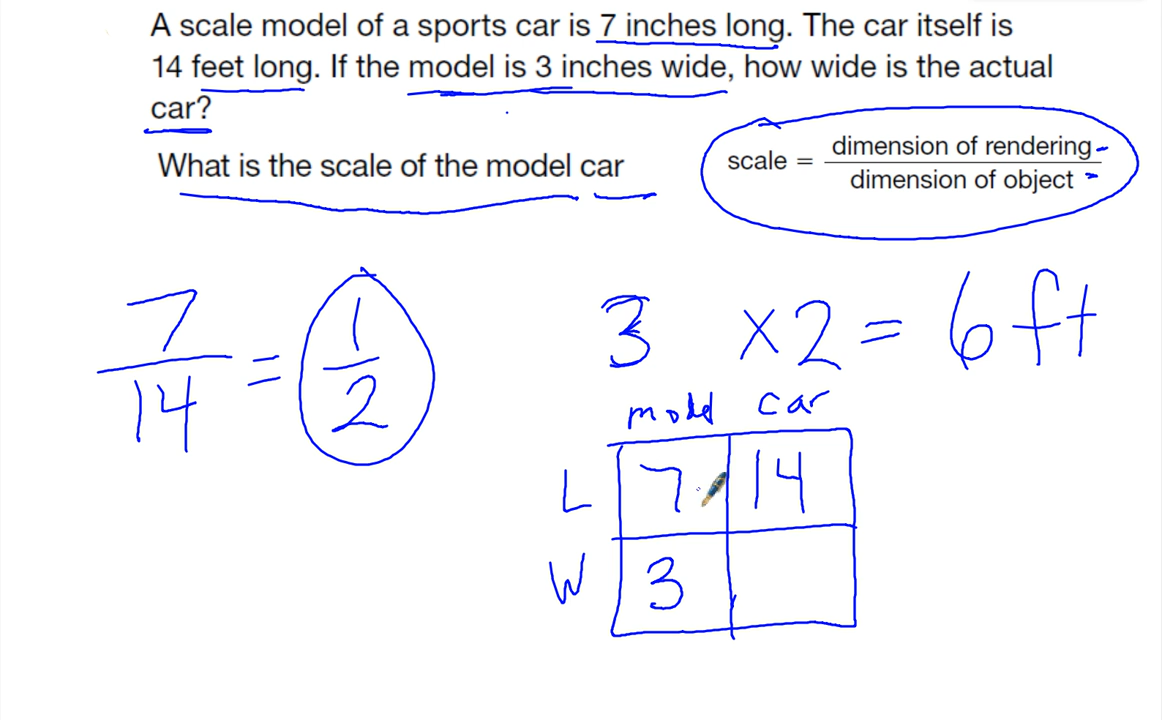 A scale model of a sports car is 7 inches long. The car itself is
14 feet long. If the model is 3 inches wide, how wide is the actual
car?
What is the scale of the model car
scale = dimension of rendering
dimension of object
7/14 = 1/2
3 x2 = 6 ft
model car
L 7 14
W 3